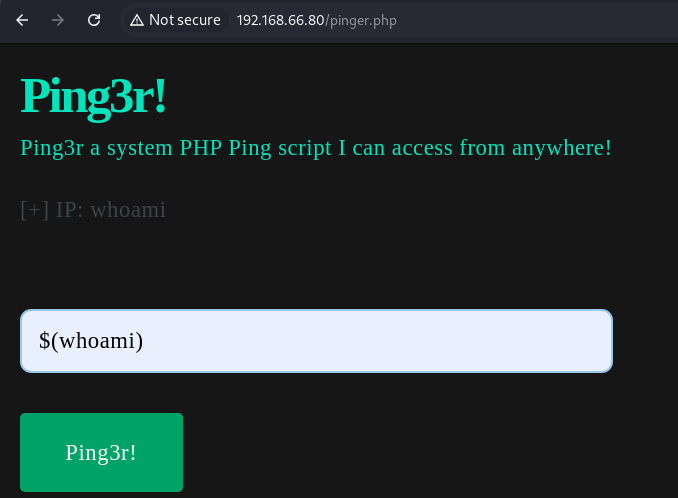 Not secure 192.168.66.80/pinger.php
Ping3r!
Ping3r a system PHP Ping script I can access from anywhere!
[+] IP: whoami
$(whoami)
Ping3r!